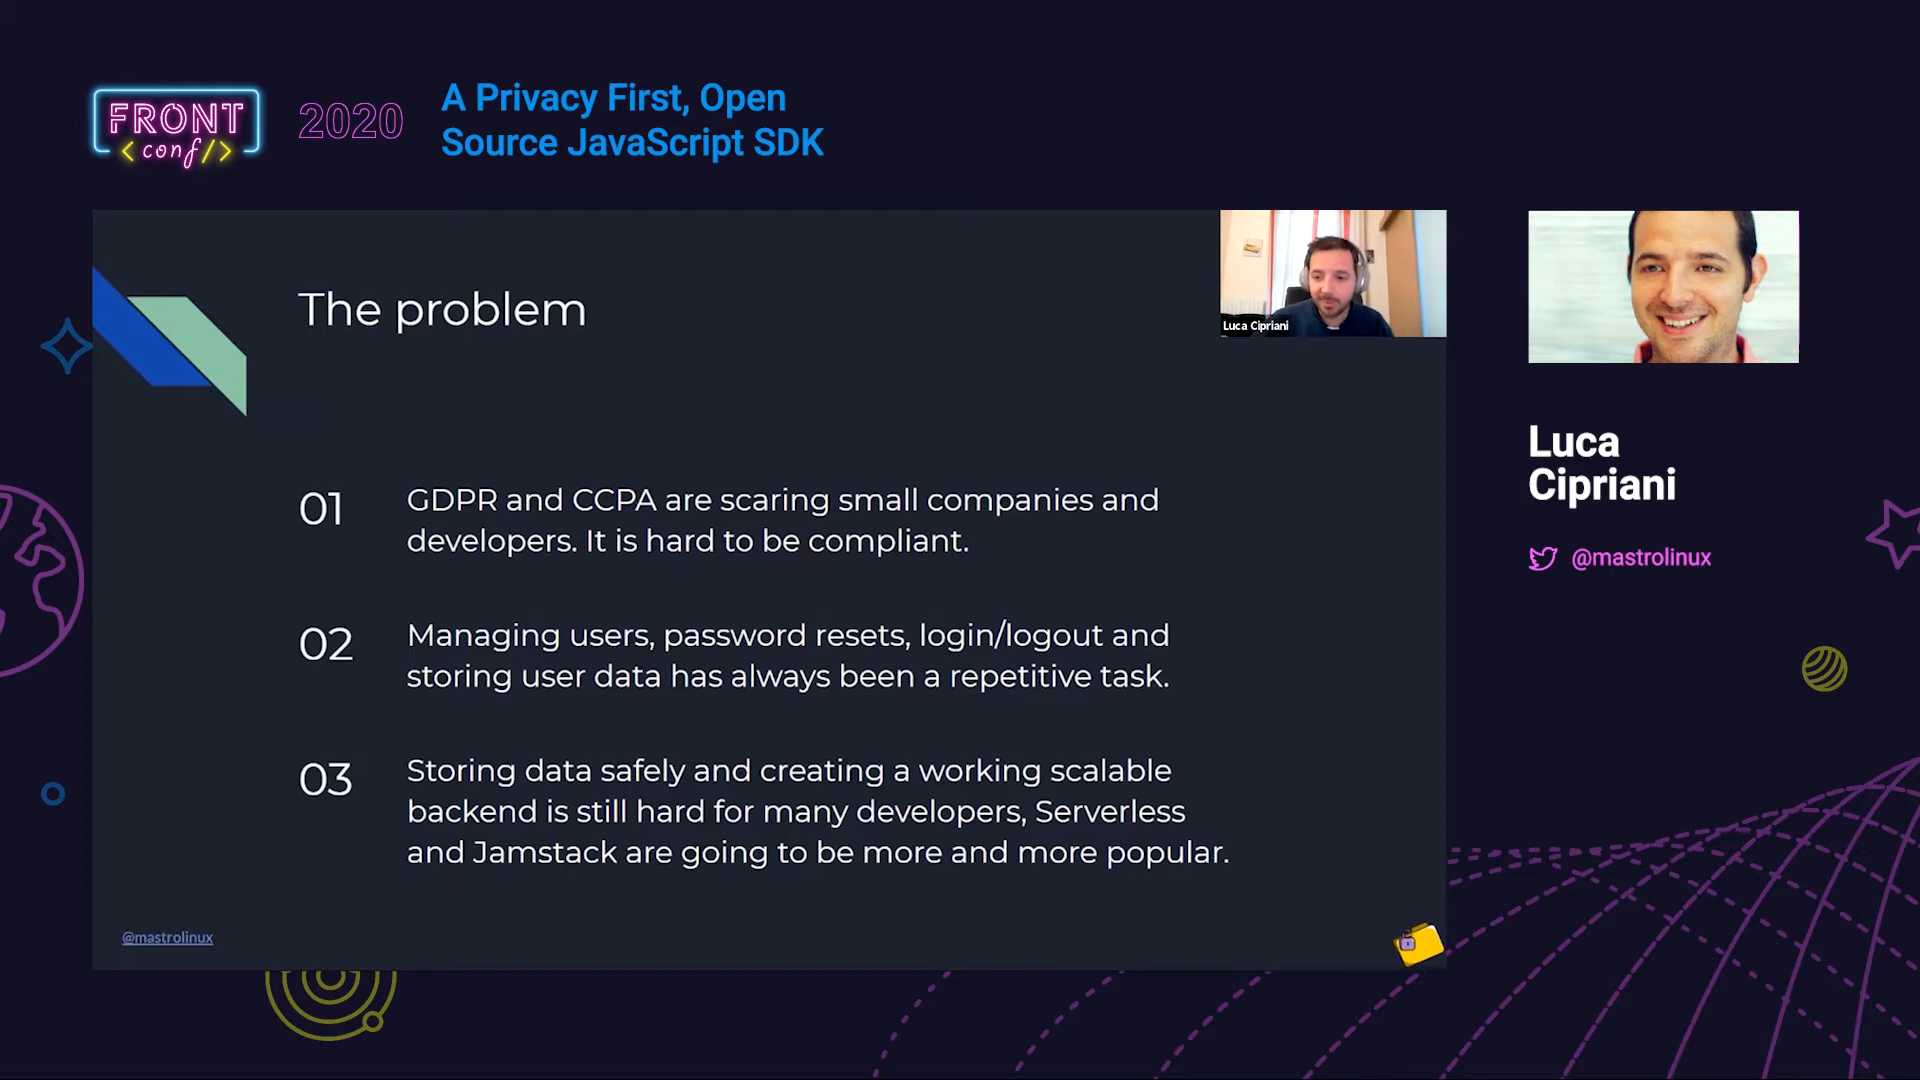 FRONT
<conf/>
2020
A Privacy First, Open
Source JavaScript SDK
The problem
Luca Cipriani
01
GDPR and CCPA are scaring small companies and
developers. It is hard to be compliant.
02
Managing users, password resets, login/logout and
storing user data has always been a repetitive task.
03
Storing data safely and creating a working scalable
backend is still hard for many developers, Serverless
and Jamstack are going to be more and more popular.
@mastrolinux
Luca
Cipriani
@mastrolinux